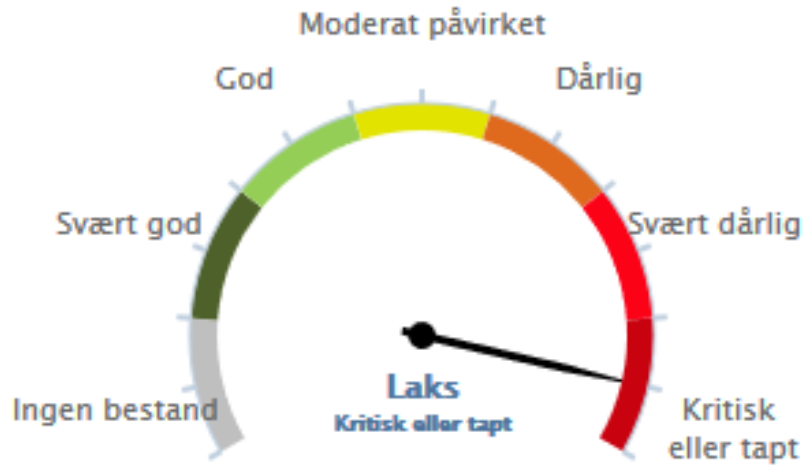 Moderat påvirket
God
Dårlig
Svært god
Svært dårlig
Laks
Kritisk eller tapt
Ingen bestand
Kritisk
eller tapt